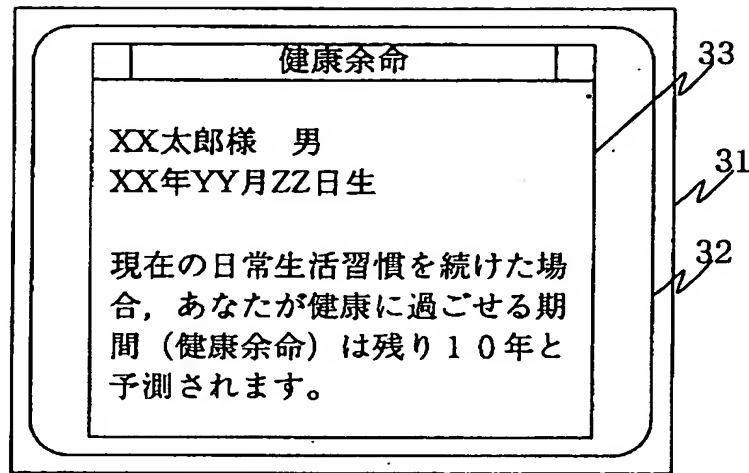 健康余命
33
XX太郎様　男
31
XX年YY月ZZ日生
32
現在の日常生活習慣を続けた場
合，あなたが健康に過ごせる期
間（健康余命）は残り１０年と
予測されます。